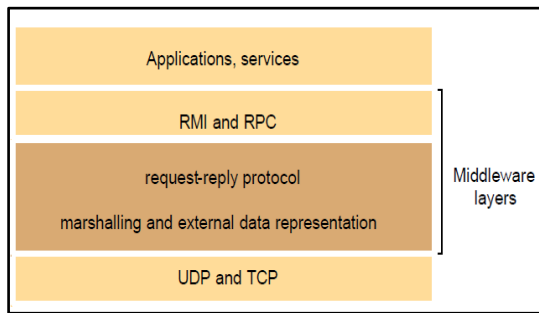 Applications, services
RMI and RPC
request-reply protocol
marshalling and external data representation
Middleware
layers
UDP and TCP